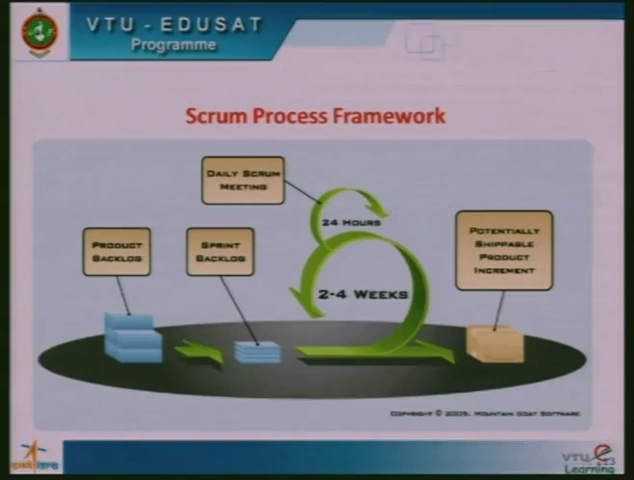 VTU - EDUSAT
Programme
Scrum Process Framework
DAILY SCRUM
MEETING
24 HOURS
PRODUCT
BACKLOG
SPRINT
BACKLOG
POTENTIALLY
SHIPPABLE
PRODUCT
INCREMENT
2-4 WEEKS
COPYRIGHT © 2005, MOUNTAIN GOAT SOFTWARE
VTU e
Learning